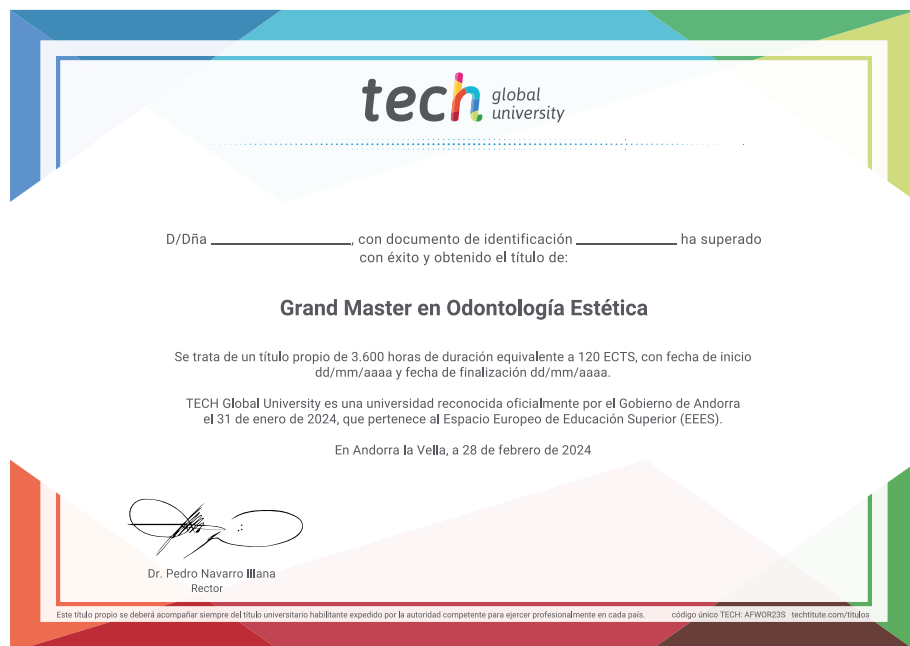 tech global university
D/Dña ____________________, con documento de identificación ______________ ha superado
con éxito y obtenido el título de:
Grand Master en Odontología Estética
Se trata de un título propio de 3.600 horas de duración equivalente a 120 ECTS, con fecha de inicio
dd/mm/aaaa y fecha de finalización dd/mm/aaaa.
TECH Global University es una universidad reconocida oficialmente por el Gobierno de Andorra
el 31 de enero de 2024, que pertenece al Espacio Europeo de Educación Superior (EEES).
En Andorra la Vella, a 28 de febrero de 2024
Dr. Pedro Navarro Illana
Rector
Este título propio se deberá acompañar siempre del título universitario habilitante expedido por la autoridad competente para ejercer profesionalmente en cada país. código único TECH: AFWOR23S techtitute.com/titulos